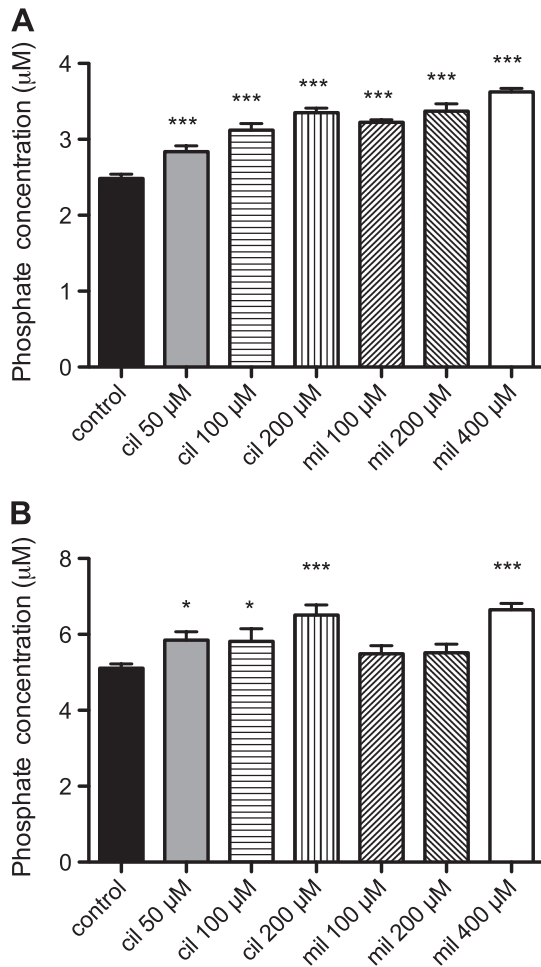 A
Phosphate concentration (μM)
4
3
2
1
0
***
***
***
***
***
***
control
cil 50 μM
cil 100 μM
cil 200 μM
mil 100 μM
mil 200 μM
mil 400 μM
B
Phosphate concentration (μM)
8
6
4
2
0
*
*
***
***
control
cil 50 μM
cil 100 μM
cil 200 μM
mil 100 μM
mil 200 μM
mil 400 μM